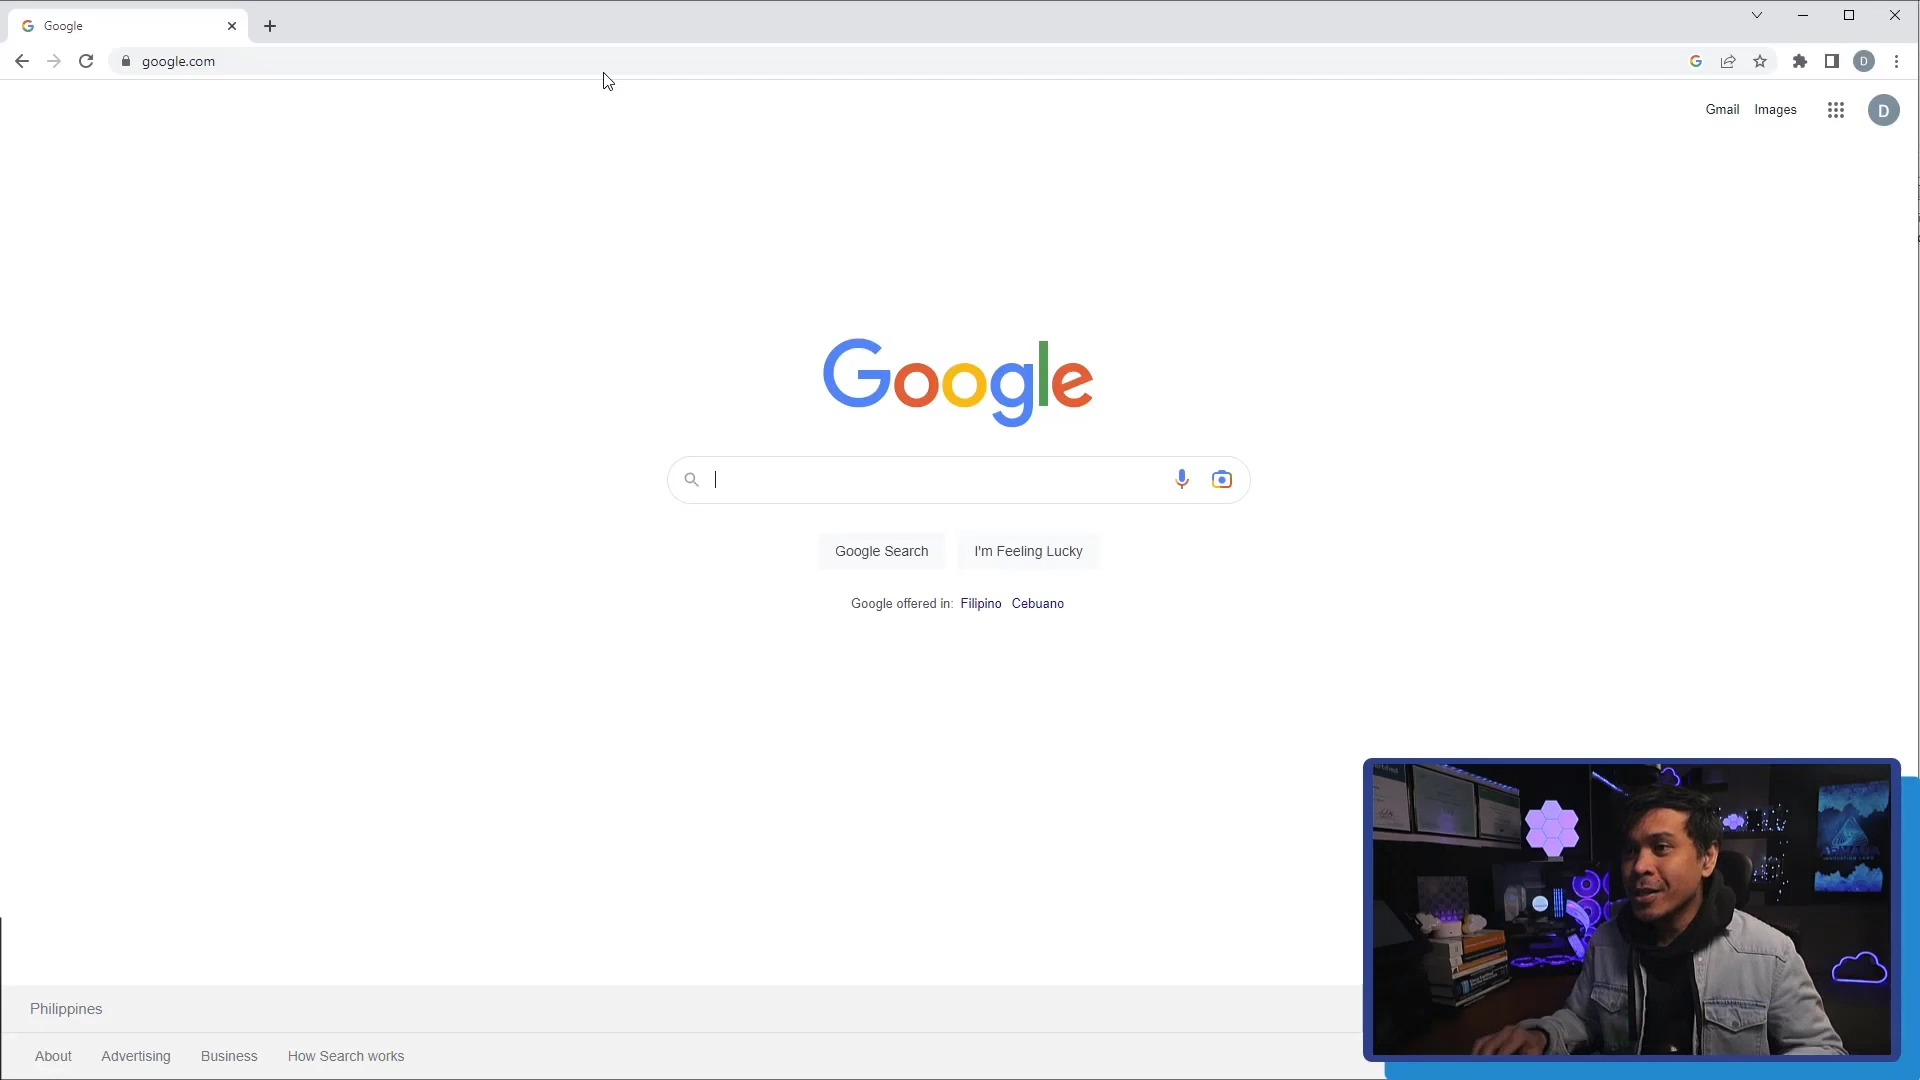 Google
google.com
D
Gmail Images
D
Google
Google Search I'm Feeling Lucky
Google offered in: Filipino Cebuano
Philippines
About Advertising Business How Search works